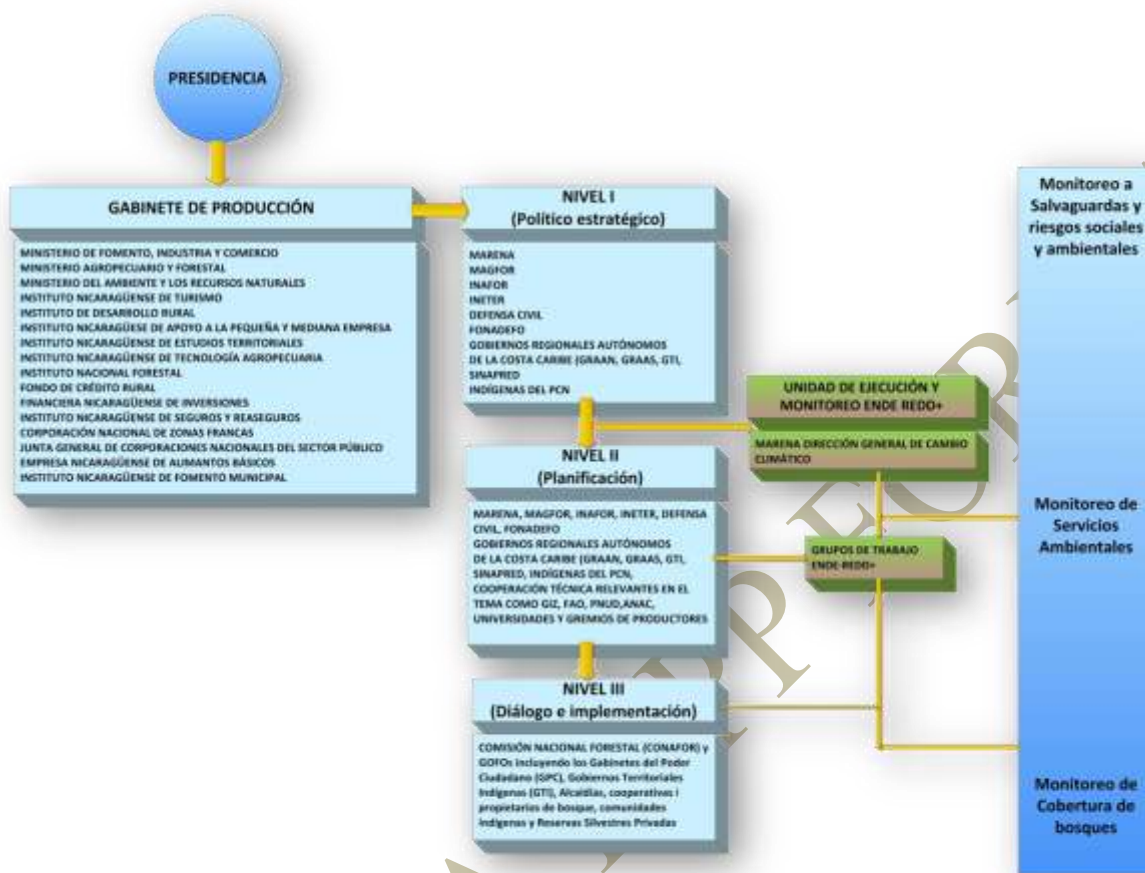 PRESIDENCIA
GABINETE DE PRODUCCIÓN
MINISTERIO DE FOMENTO, INDUSTRIA Y COMERCIO
MINISTERIO AGROPECUARIO Y FORESTAL
MINISTERIO DEL AMBIENTE Y LOS RECURSOS NATURALES
INSTITUTO NICARAGÜENSE DE TURISMO
INSTITUTO DE DESARROLLO RURAL
INSTITUTO NICARAGÜESE DE APOYO A LA PEQUEÑA Y MEDIANA EMPRESA
INSTITUTO NICARAGÜENSE DE ESTUDIOS TERRITORIALES
INSTITUTO NICARAGÜENSE DE TECNOLOGÍA AGROPECUARIA
INSTITUTO NACIONAL FORESTAL
FONDO DE CRÉDITO RURAL
FINANCIERA NICARAGÜENSE DE INVERSIONES
INSTITUTO NICARAGÜENSE DE SEGUROS Y REASEGUROS
CORPORACIÓN NACIONAL DE ZONAS FRANCAS
JUNTA GENERAL DE CORPORACIONES NACIONALES DEL SECTOR PÚBLICO
EMPRESA NICARAGÜENSE DE ALIMANTOS BÁSICOS
INSTITUTO NICARAGÜENSE DE FOMENTO MUNICIPAL
NIVEL I
(Político estratégico)
MARENA
MAGFOR
INAFOR
INETER
DEFENSA CIVIL
FONADEFO
GOBIERNOS REGIONALES AUTÓNOMOS
DE LA COSTA CARIBE (GRAAN, GRAAS, GTI,
SINAPRED
INDÍGENAS DEL PCN
NIVEL II
(Planificación)
MARENA, MAGFOR, INAFOR, INETER, DEFENSA
CIVIL, FONADEFO
GOBIERNOS REGIONALES AUTÓNOMOS
DE LA COSTA CARIBE (GRAAN, GRAAS, GTI,
SINAPRED, INDÍGENAS DEL PCN,
COOPERACIÓN TÉCNICA RELEVANTES EN EL
TEMA COMO GIZ, FAO, PNUD,ANAC,
UNIVERSIDADES Y GREMIOS DE PRODUCTORES
NIVEL III
(Diálogo e implementación)
COMISIÓN NACIONAL FORESTAL (CONAFOR) y
GOFOs incluyendo los Gabinetes del Poder
Ciudadano (GPC), Gobiernos Territoriales
Indígenas (GTI), Alcaldías, cooperativas i
propietarios de bosque, comunidades
indígenas y Reservas Silvestres Privadas
UNIDAD DE EJECUCIÓN Y
MONITOREO ENDE REDO+
MARENA DIRECCIÓN GENERAL DE CAMBIO
CLIMÁTICO
GRUPOS DE TRABAJO
ENDE-REDO+
Monitoreo a
Salvaguardas y
riesgos sociales
y ambientales
Monitoreo de
Servicios
Ambientales
Monitoreo de
Cobertura de
bosques